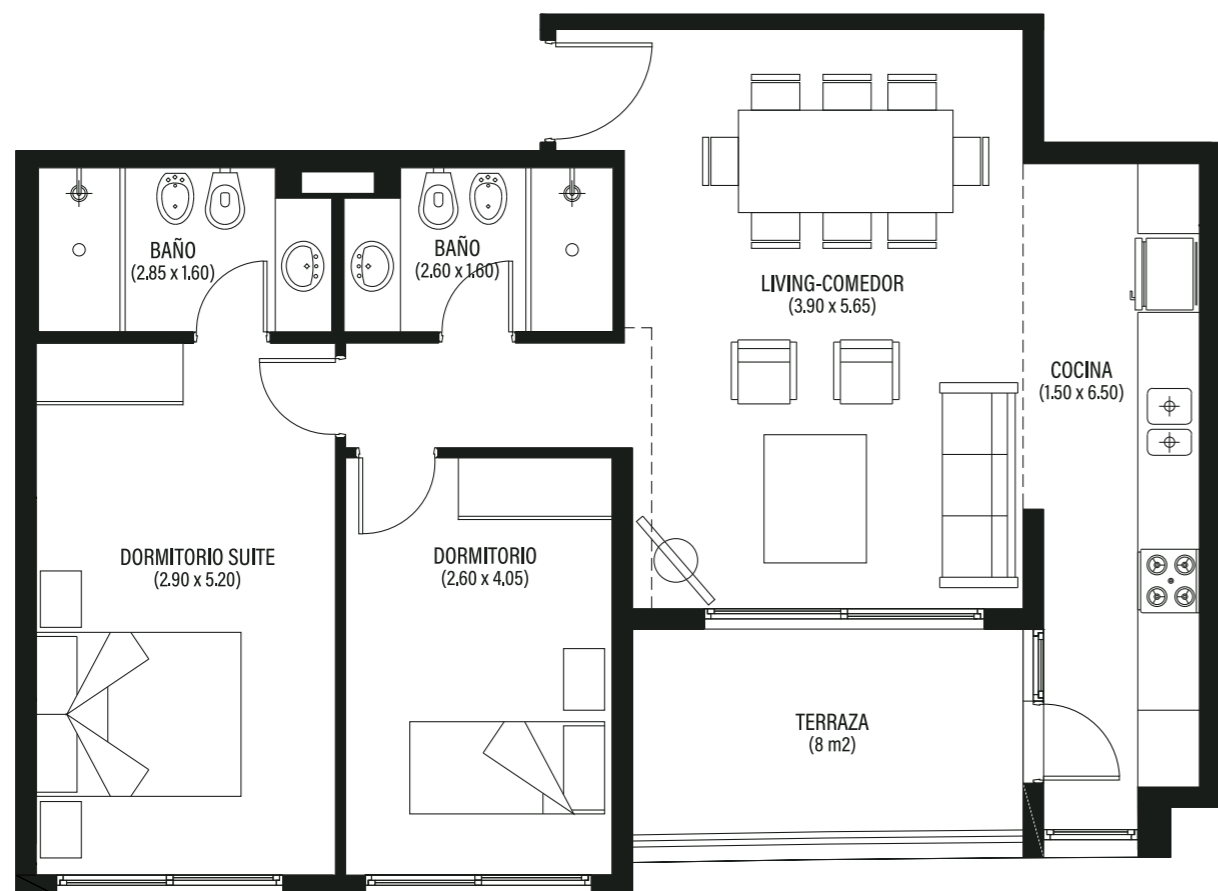 BAÑO
(2.85 x 1.60)
BAÑO
(2.60 x 1.60)
LIVING-COMEDOR
(3.90 x 5.65)
COCINA
(1.50 x 6.50)
DORMITORIO SUITE
(2.90 x 5.20)
DORMITORIO
(2.60 x 4.05)
TERRAZA
(8 m2)